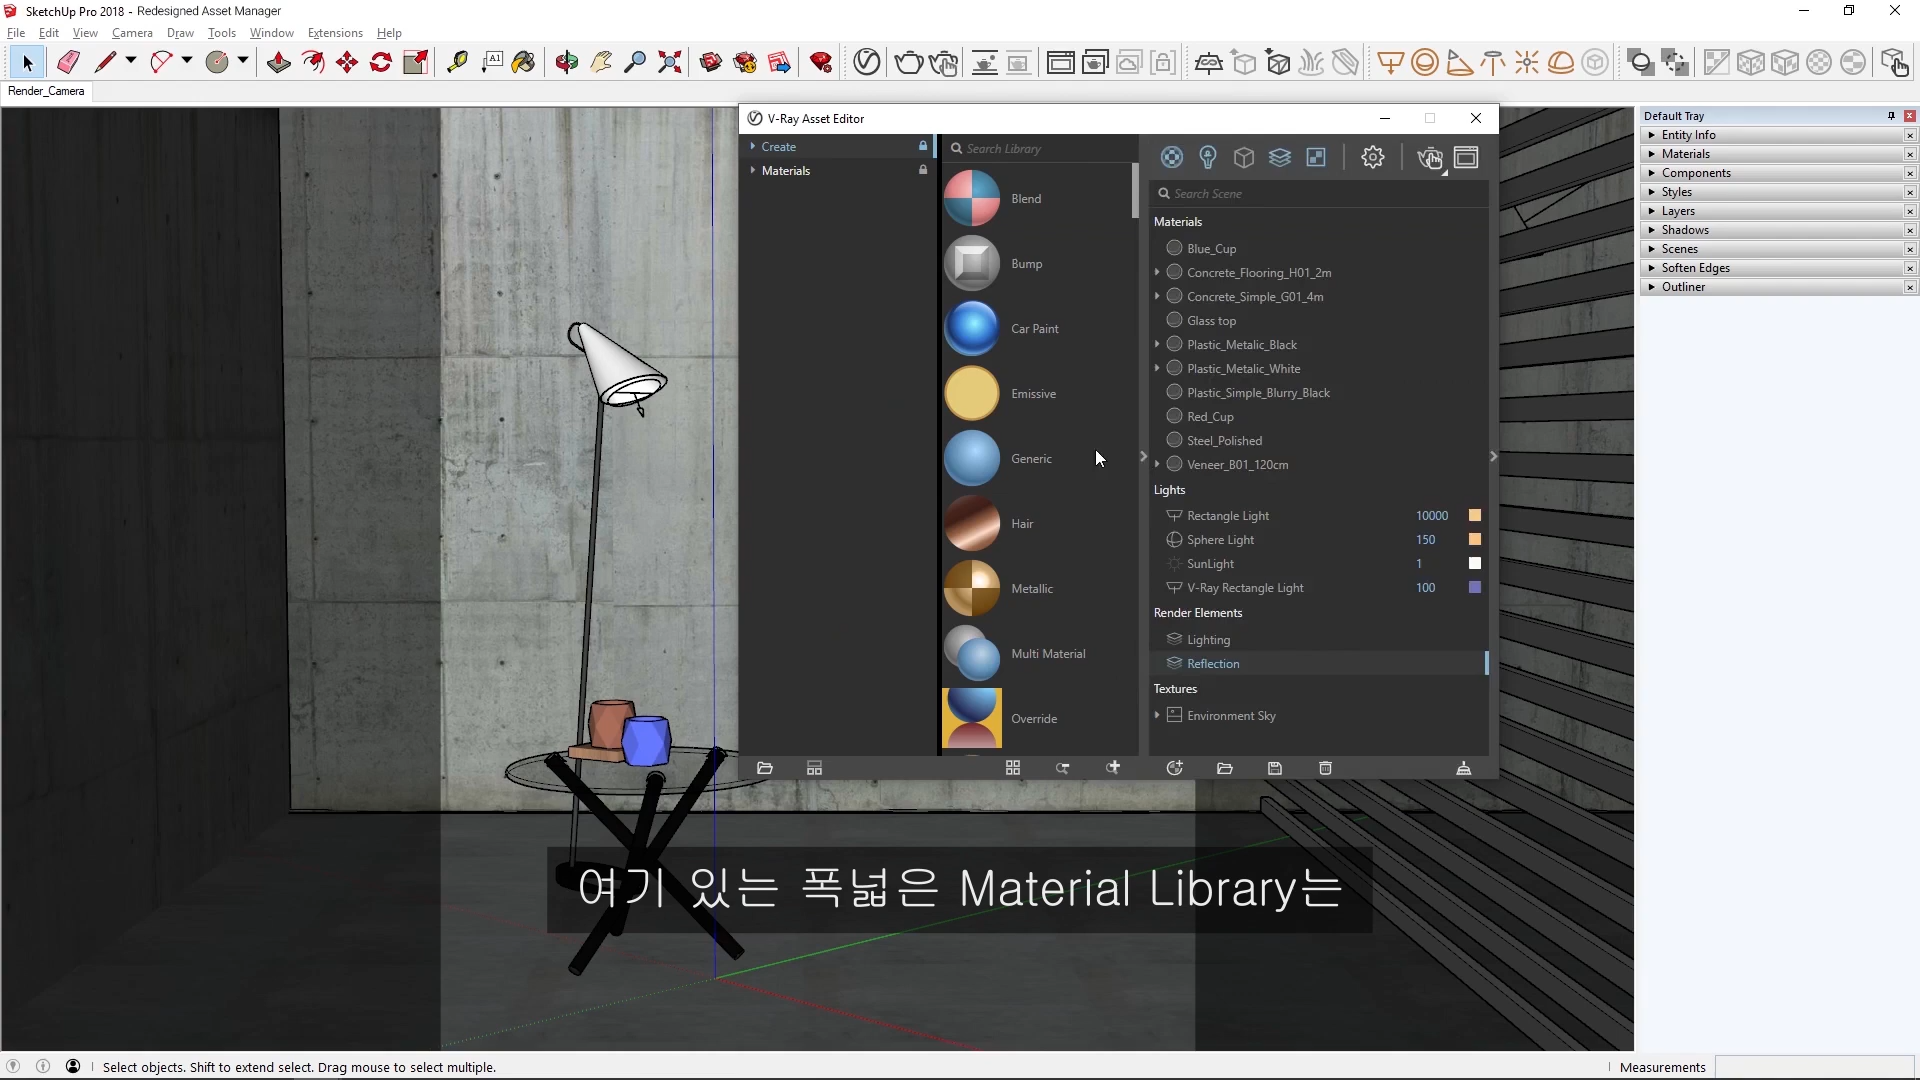 SketchUp Pro 2018 - Redesigned Asset Manager
File Edit View Camera Draw Tools Window Extensions Help
A1
Render_Camera
V-Ray Asset Editor
Create
Materials
Search Library
Blend
Bump
Car Paint
Emissive
Generic
Hair
Metallic
Multi Material
Override
Search Scene
Materials
Blue_Cup
Concrete_Flooring_H01_2m
Concrete_Simple_G01_4m
Glass top
Plastic_Metalic_Black
Plastic_Metalic_White
Plastic_Simple_Blurry_Black
Red_Cup
Steel_Polished
Veneer_B01_120cm
Lights
Rectangle Light 10000
Sphere Light 150
SunLight 1
V-Ray Rectangle Light 100
Render Elements
Lighting
Reflection
Textures
Environment Sky
Default Tray
Entity Info
Materials
Components
Styles
Layers
Shadows
Scenes
Soften Edges
Outliner
여기 있는 폭넓은 Material Library는
Select objects. Shift to extend select. Drag mouse to select multiple.
Measurements